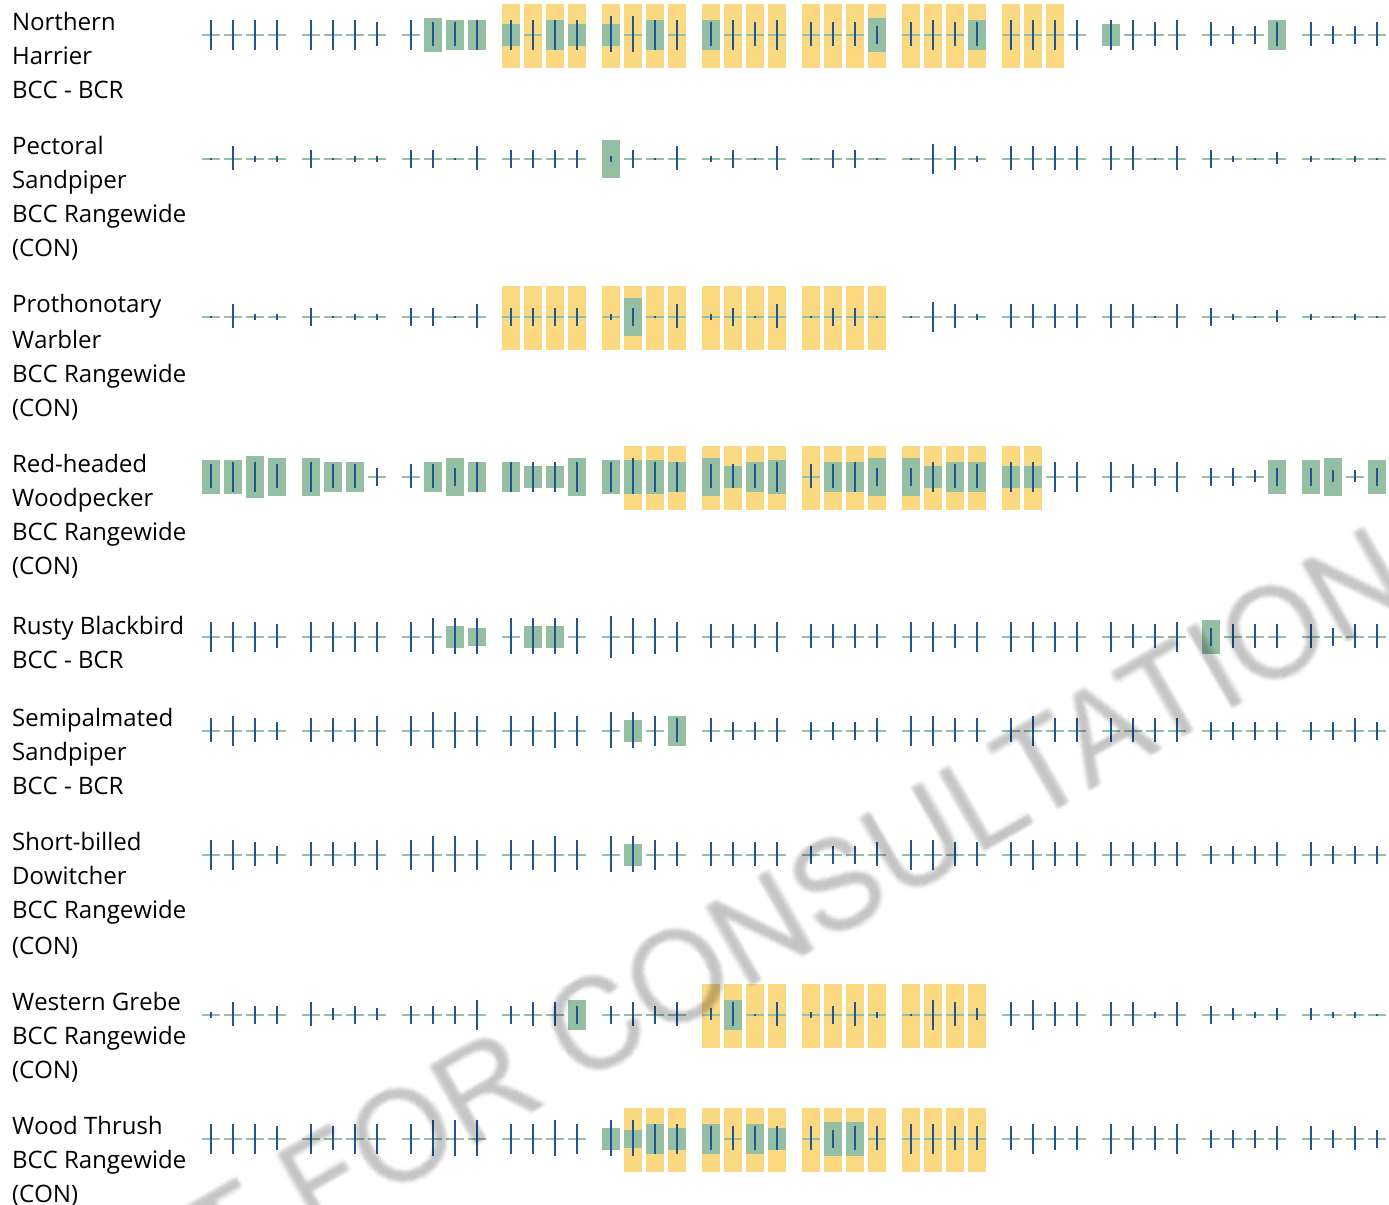 Northern
Harrier
BCC - BCR
Pectoral
Sandpiper
BCC Rangewide
(CON)
Prothonotary
Warbler
BCC Rangewide
(CON)
Red-headed
Woodpecker
BCC Rangewide
(CON)
Rusty Blackbird
BCC - BCR
Semipalmated
Sandpiper
BCC - BCR
Short-billed
Dowitcher
BCC Rangewide
(CON)
Western Grebe
BCC Rangewide
(CON)
Wood Thrush
BCC Rangewide
(CON)
T FOR CONSULTATION